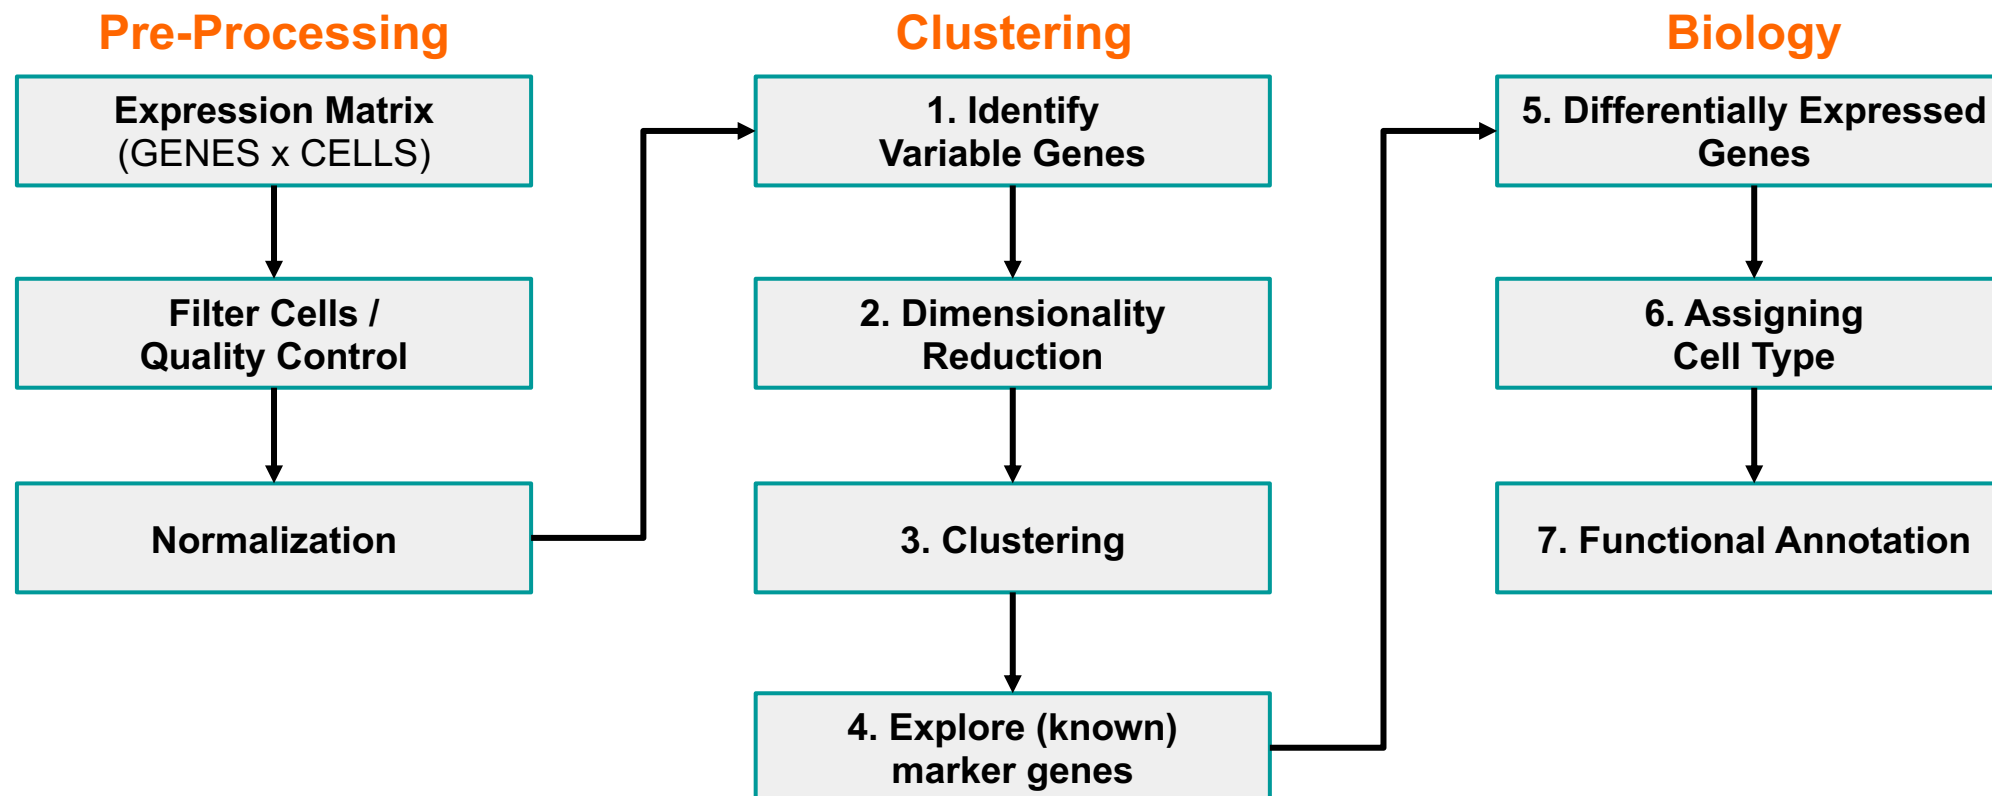 Pre-Processing
Expression Matrix
(GENES x CELLS)
Filter Cells /
Quality Control
Normalization
Clustering
1. Identify
Variable Genes
2. Dimensionality
Reduction
3. Clustering
4. Explore (known)
marker genes
Biology
5. Differentially Expressed
Genes
6. Assigning
Cell Type
7. Functional Annotation